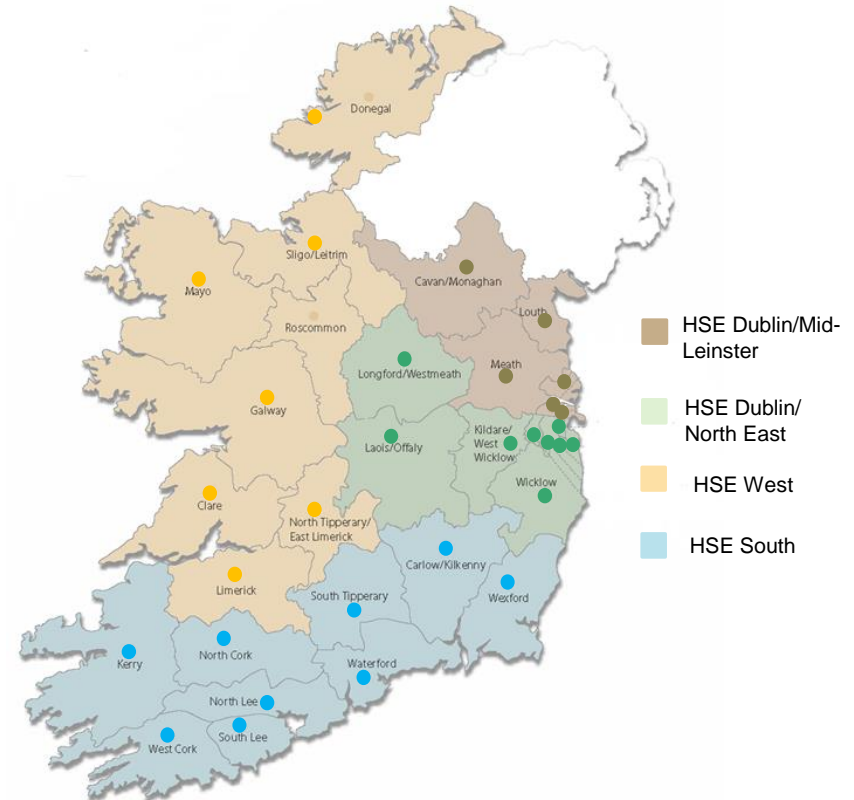 Donegal
Sligo/Leitrim
Mayo
Cavan/Monaghan
Louth
Roscommon
HSE Dublin/Mid-
Leinster
Longford/Westmeath
Meath
Galway
HSE Dublin/
North East
Laois/Offaly
Kildare/
West
Wicklow
Wicklow
HSE West
Clare
North Tipperary/
East Limerick
HSE South
Carlow/Kilkenny
Limerick
South Tipperary
Wexford
Kerry
North Cork
Waterford
North Lee
West Cork
South Lee